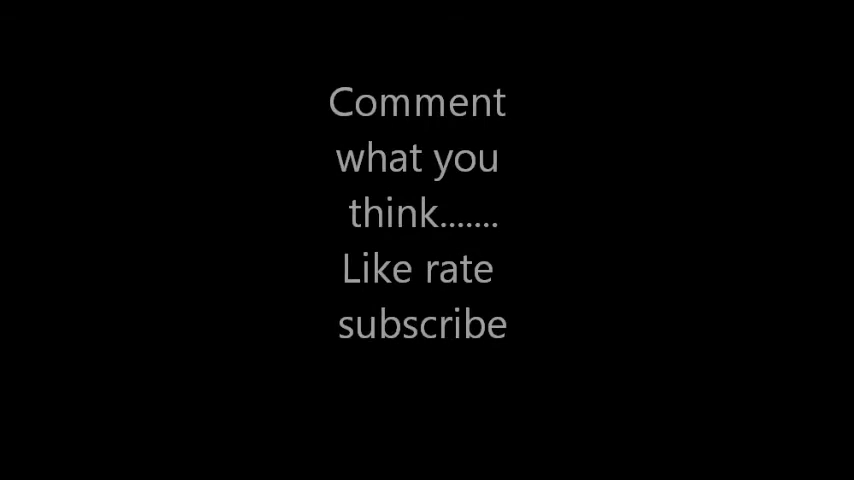 Comment
what you
think.......
Like rate
subscribe